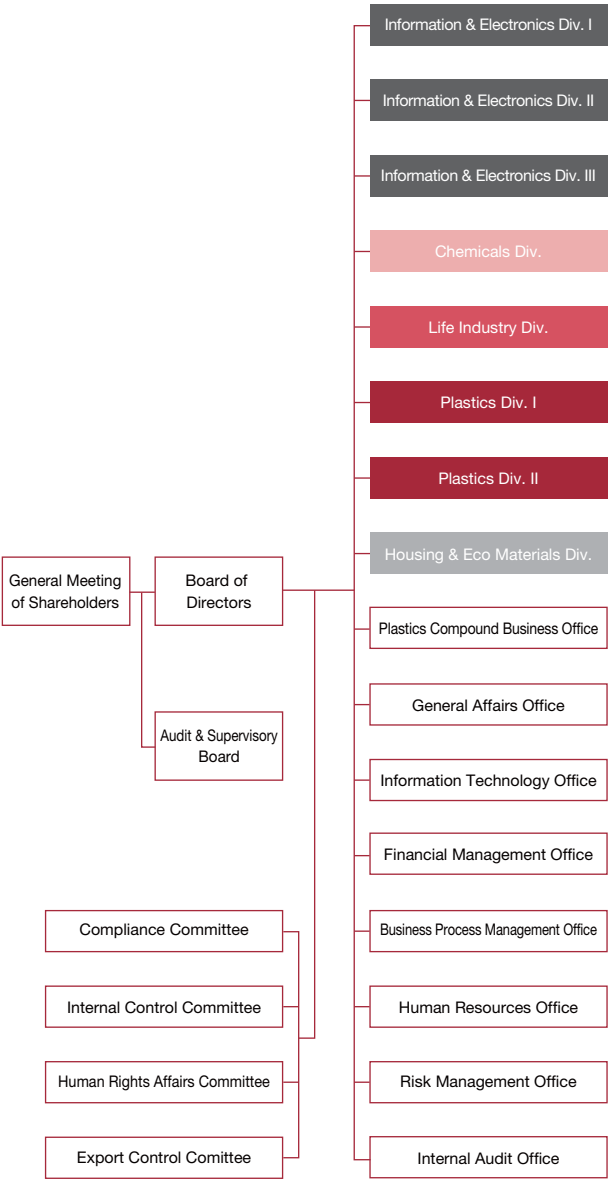 Information & Electronics Div. I
Information & Electronics Div. II
Information & Electronics Div. III
Chemicals Div.
Life Industry Div.
Plastics Div. I
Plastics Div. II
Housing & Eco Materials Div.
General Meeting
of Shareholders
Board of
Directors
Plastics Compound Business Office
General Affairs Office
Audit & Supervisory
Board
Information Technology Office
Financial Management Office
Compliance Committee
Business Process Management Office
Internal Control Committee
Human Resources Office
Human Rights Affairs Committee
Risk Management Office
Export Control Comittee
Internal Audit Office